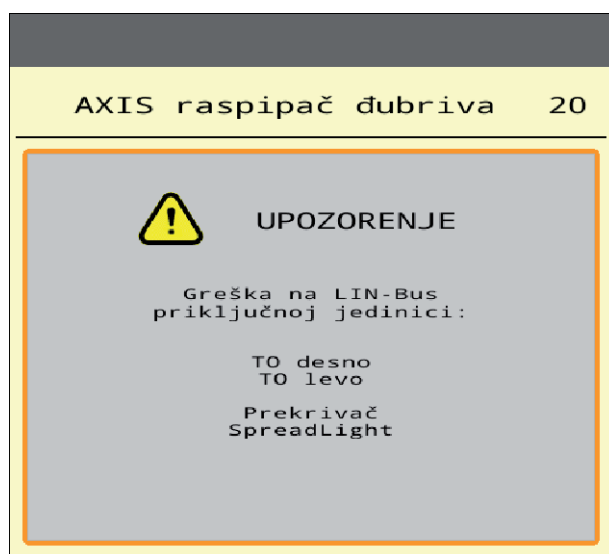 AXIS raspipač đubriva 20
UPOZORENJE
Greška na LIN-Bus
priključnoj jedinici:
TO desno
TO levo
Prekrivač
SpreadLight